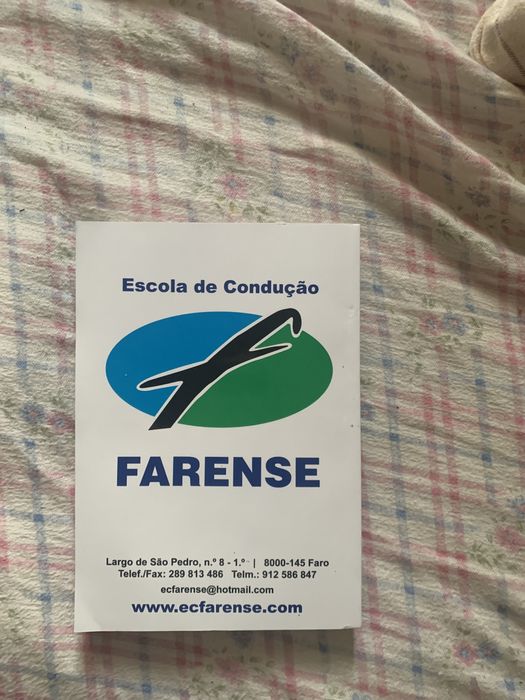 Escola de Condução
FARENSE
Largo de São Pedro, n.º 8 - 1.º | 8000-145 Faro
Telef./Fax: 289 813 486 Telm.: 912 586 847
ecfarense@hotmail.com
www.ecfarense.com